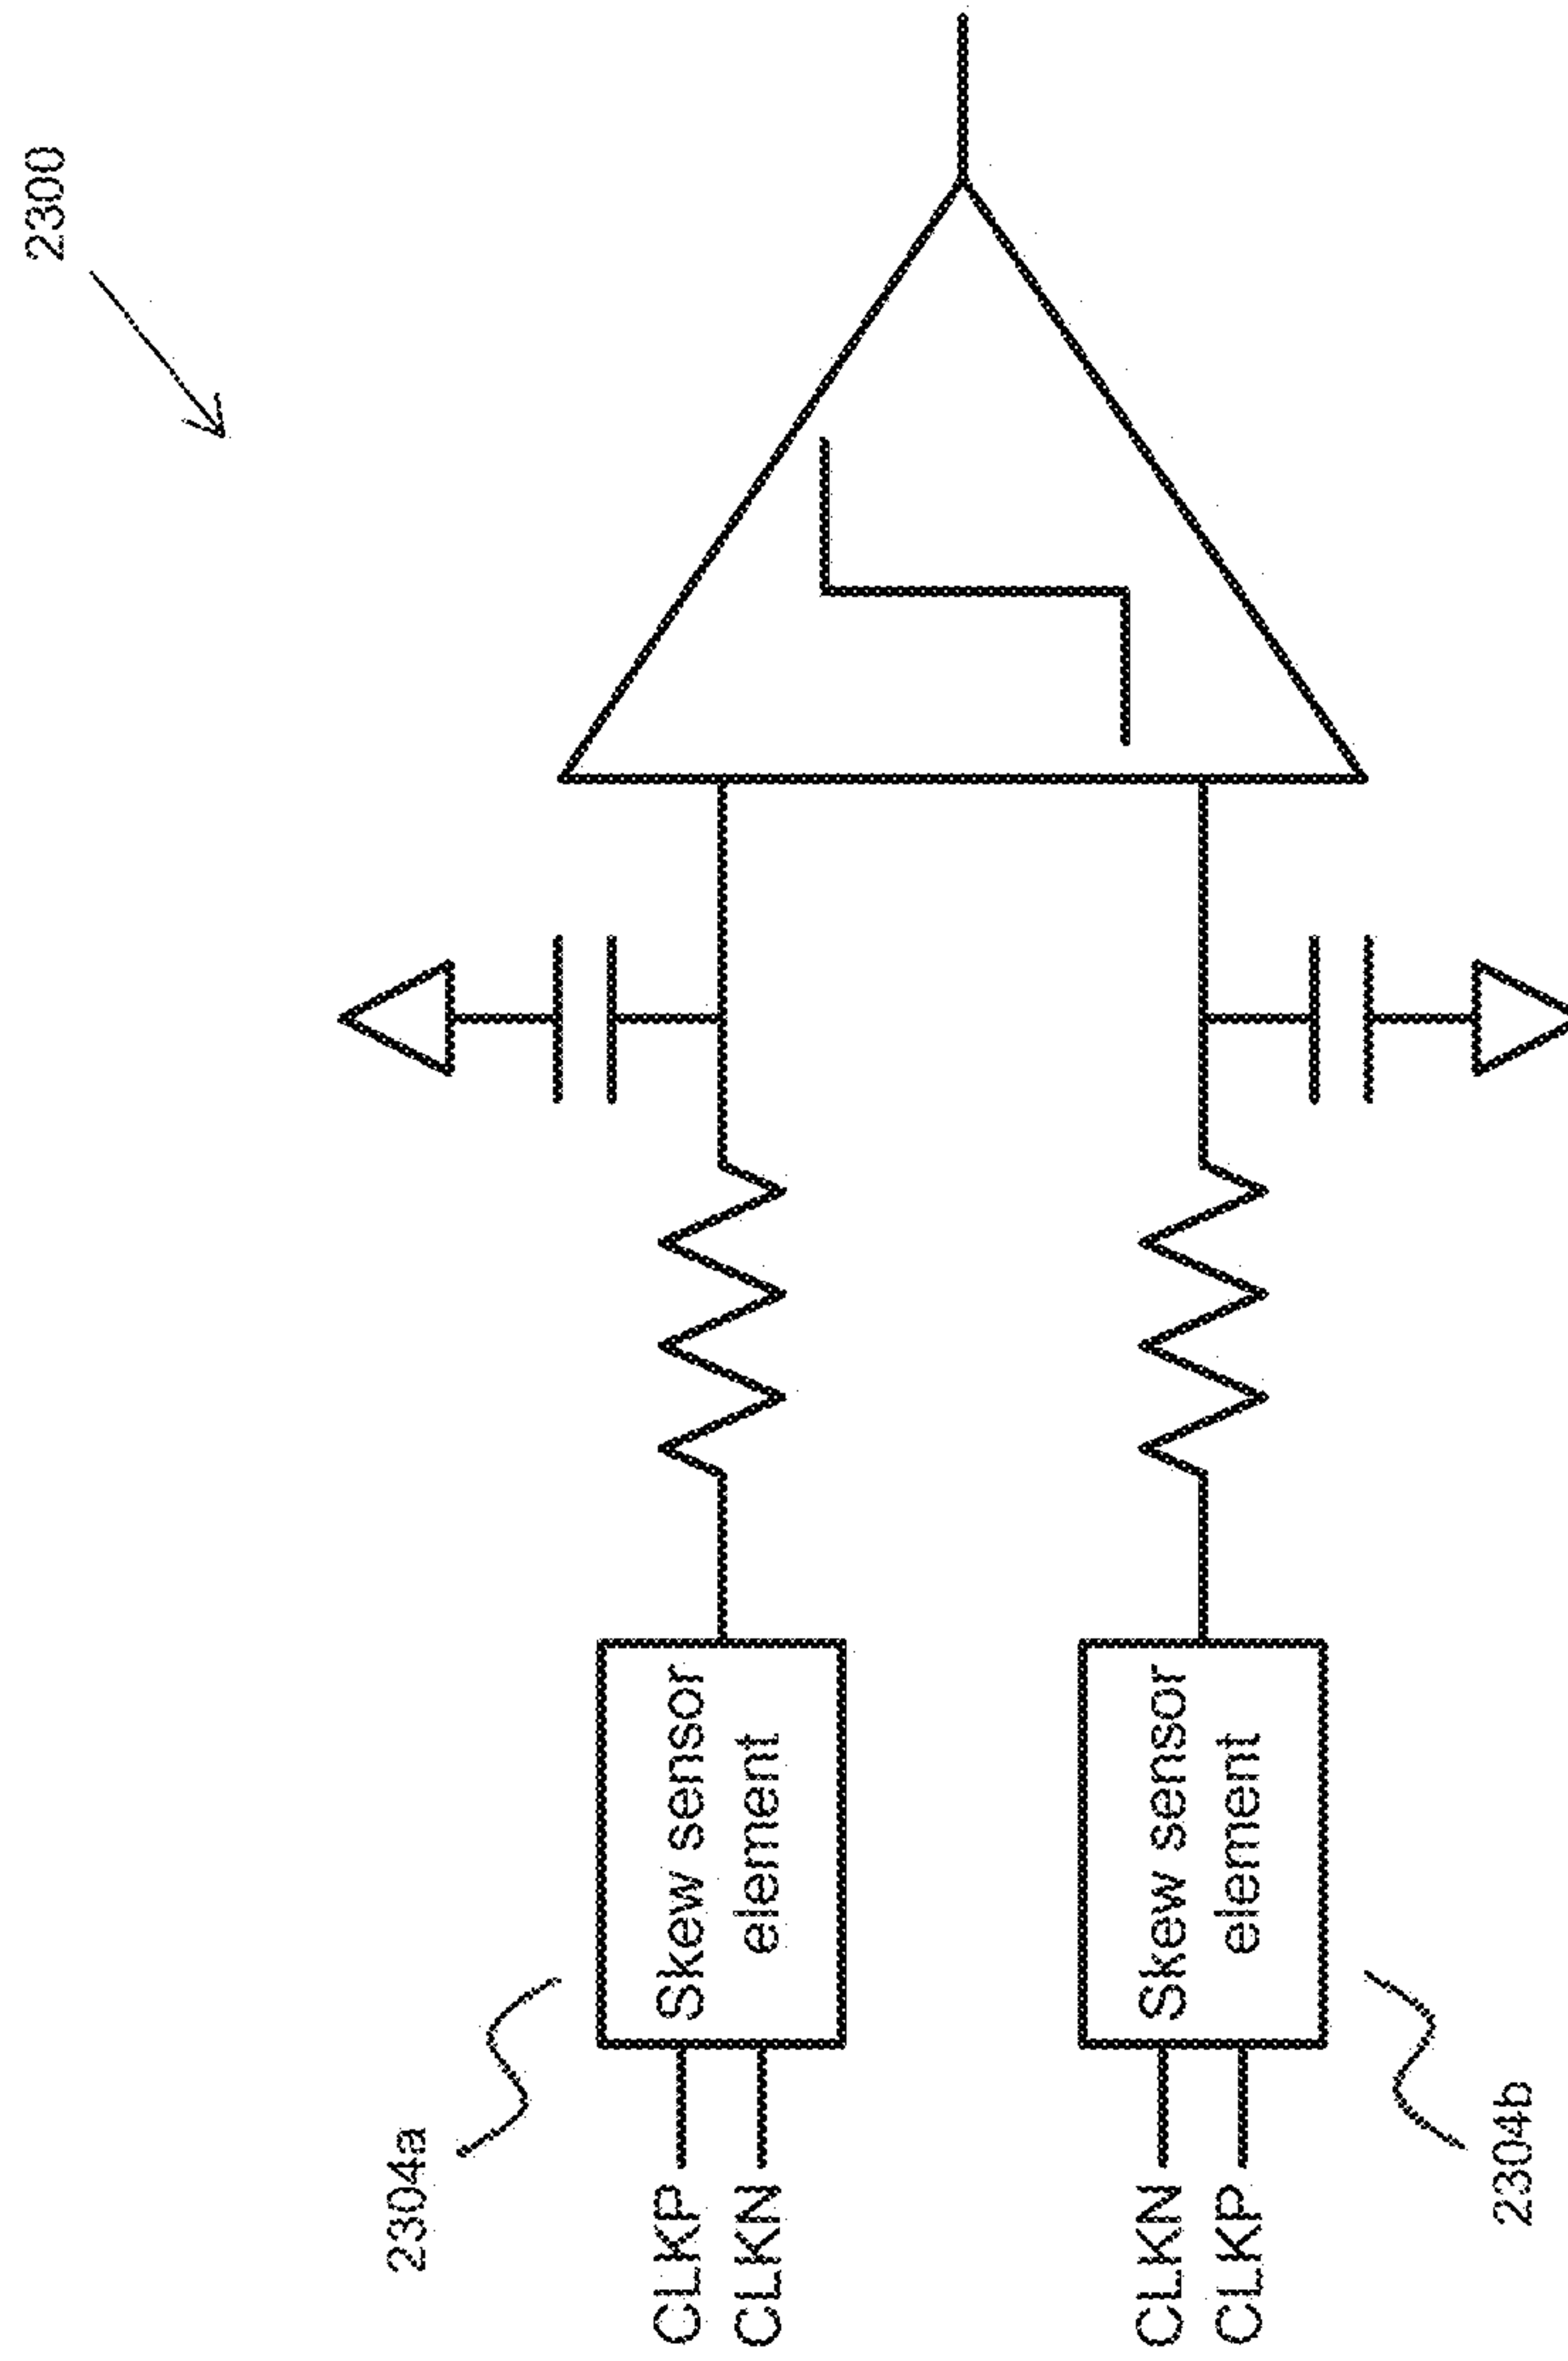 2300
2304a
CLKP
CLKN
Skew sensor
element
CLKN
CLKP
Skew sensor
element
2304b